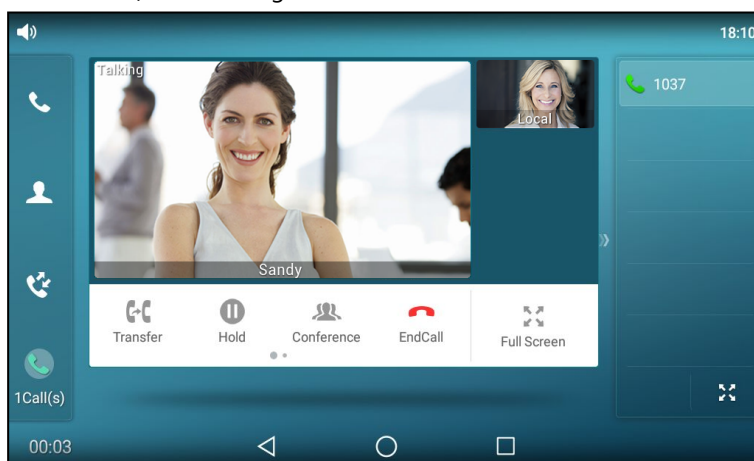 18:10
Talking
Local
Sandy
1037
Transfer
Hold
Conference
EndCall
Full Screen
1Call(s)
00:03